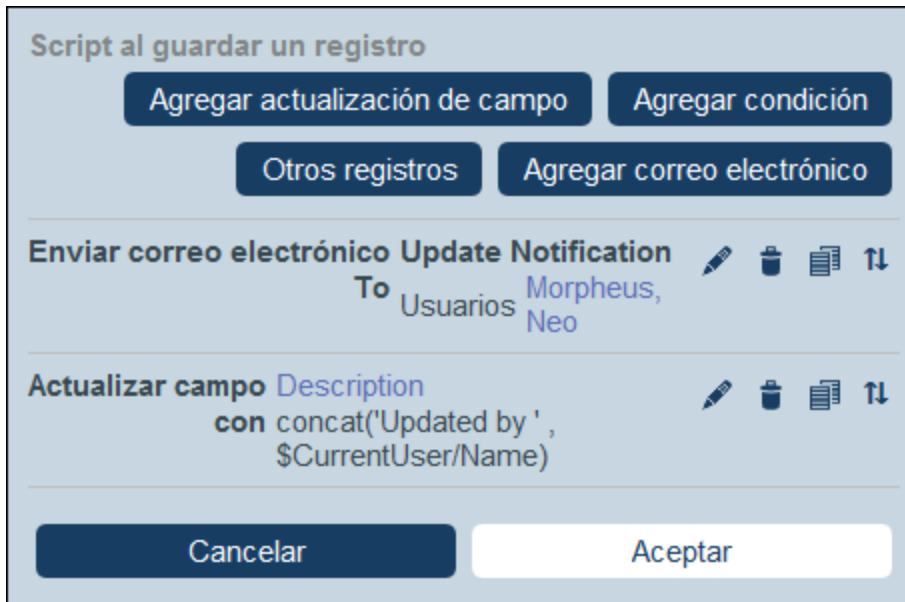 Script al guardar un registro
Agregar actualización de campo Agregar condición
Otros registros Agregar correo electrónico
Enviar correo electrónico Update Notification
To Usuarios Morpheus,
Neo
Actualizar campo Description
con concat('Updated by ' ,
$CurrentUser/Name)
Cancelar Aceptar